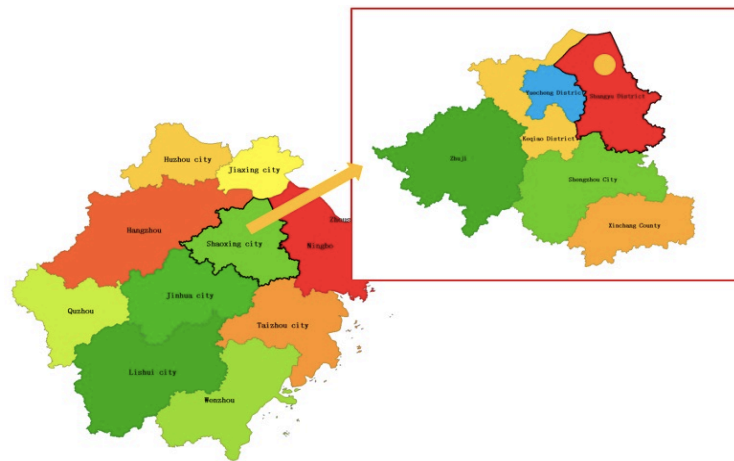 Yuecheng District
Shangyu District
Keqiao District
Zhuji
Shengzhou City
Xinchang County
Huzhou city
Jiaxing city
Hangzhou
Shaoxing city
Ningbo
Jinhua city
Quzhou
Taizhou city
Lishui city
Wenzhou